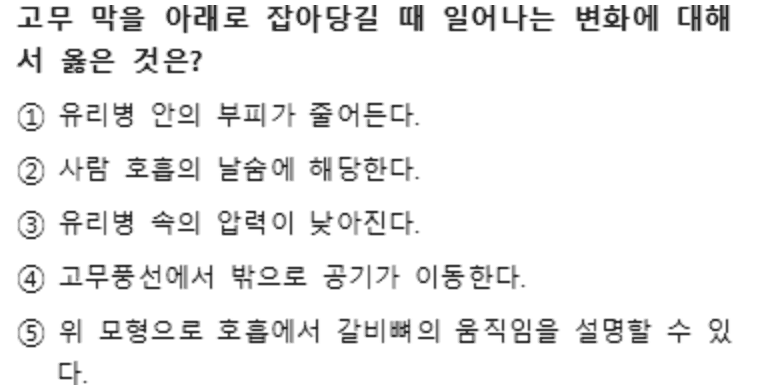 고무 막을 아래로 잡아당길 때 일어나는 변화에 대해
서 옳은 것은?
① 유리병 안의 부피가 줄어든다.
② 사람 호흡의 날숨에 해당한다.
③ 유리병 속의 압력이 낮아진다.
④ 고무풍선에서 밖으로 공기가 이동한다.
⑤ 위 모형으로 호흡에서 갈비뼈의 움직임을 설명할 수 있
다.